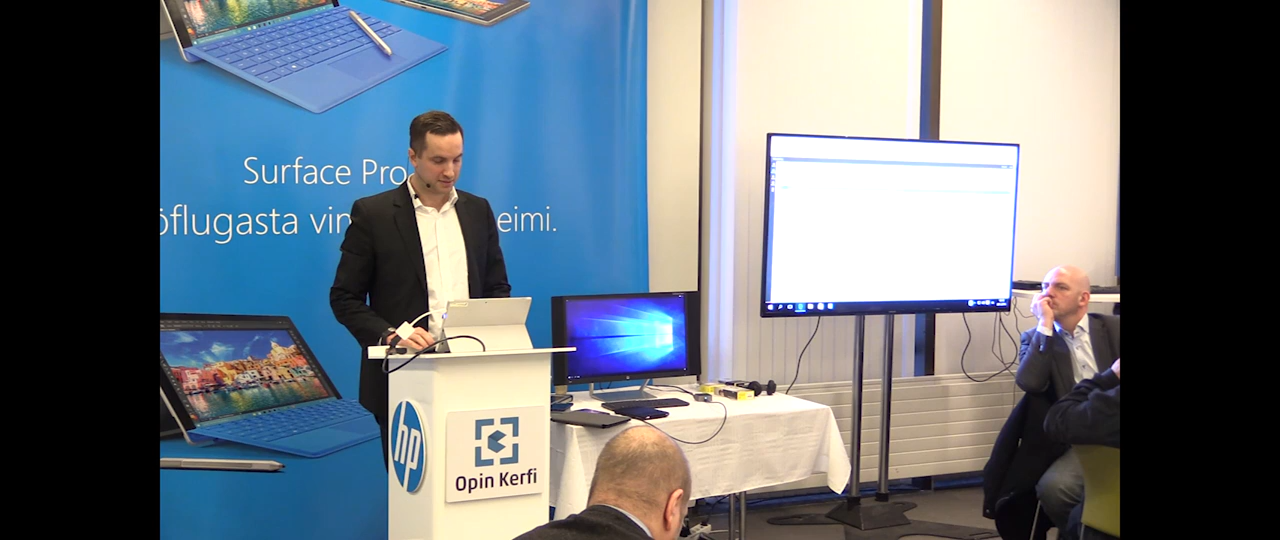 Surface Pro
öflugasta vin
eimi.
hp
Opin Kerfi